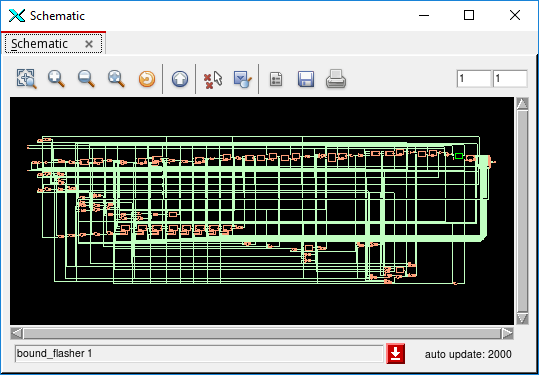 Schematic
Schematic
1 1
bound_flasher 1
auto update: 2000